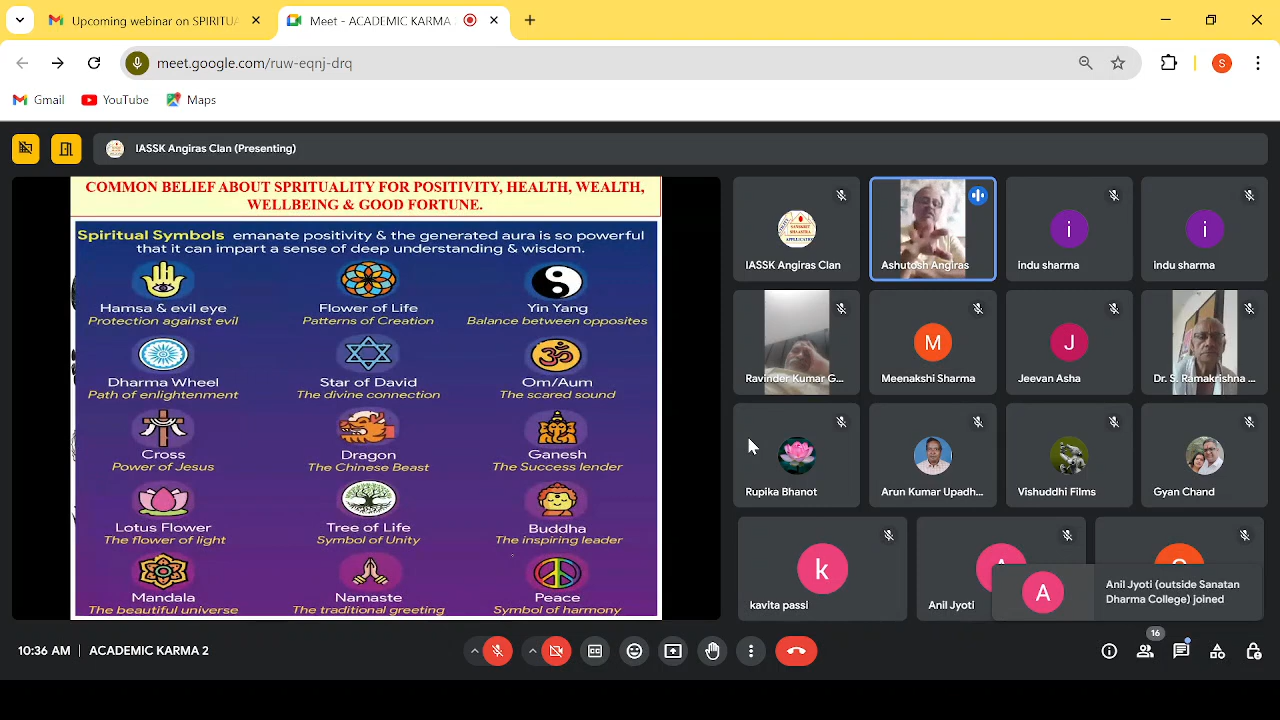 Upcoming webinar on SPIRITUA
Meet - ACADEMIC KARMA
meet.google.com/ruw-eqnj-drq
S
Gmail
YouTube
Maps
IASSK Angiras Clan (Presenting)
COMMON BELIEF ABOUT SPRITUALITY FOR POSITIVITY, HEALTH, WEALTH,
WELLBEING & GOOD FORTUNE.
Spiritual Symbols emanate positivity & the generated aura is so powerful
that it can impart a sense of deep understanding & wisdom.
Hamsa & evil eye
Protection against evil
Flower of Life
Patterns of Creation
Yin Yang
Balance between opposites
Dharma Wheel
Path of enlightenment
Star of David
The divine connection
ॐ
Om/Aum
The scared sound
Cross
Power of Jesus
Dragon
The Chinese Beast
Ganesh
The Success lender
Lotus Flower
The flower of light
Tree of Life
Symbol of Unity
Buddha
The inspiring leader
Mandala
The beautiful universe
Namaste
The traditional greeting
Peace
Symbol of harmony
IASSK Angiras Clan
Ashutosh Angiras
i
indu sharma
i
indu sharma
Ravinder Kumar G...
M
Meenakshi Sharma
J
Jeevan Asha
Dr. S. Ramakrishna ...
Rupika Bhanot
Arun Kumar Upadh...
Vishuddhi Films
Gyan Chand
k
kavita passi
Anil Jyoti
A
Anil Jyoti (outside Sanatan
Dharma College) joined
10:36 AM | ACADEMIC KARMA 2
16